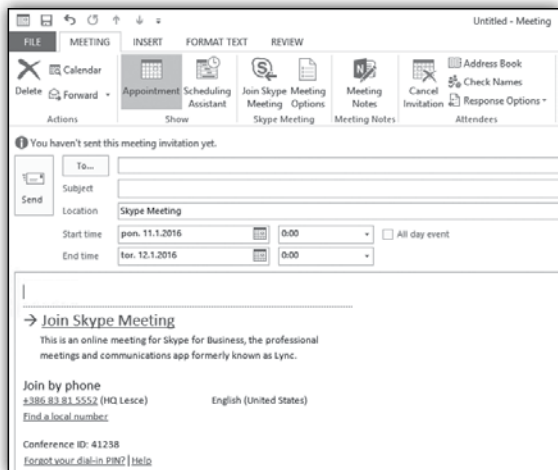 Untitled - Meeting
FILE MEETING INSERT FORMAT TEXT REVIEW
Delete
Calendar
Forward
Actions
Appointment
Scheduling Assistant
Show
Join Skype Meeting
Meeting Options
Skype Meeting
Meeting Notes
Meeting Notes
Cancel Invitation
Address Book
Check Names
Response Options
Attendees
You haven't sent this meeting invitation yet.
Send
To...
Subject
Location Skype Meeting
Start time pon. 11.1.2016 0:00 All day event
End time tor. 12.1.2016 0:00
→ Join Skype Meeting
This is an online meeting for Skype for Business, the professional
meetings and communications app formerly known as Lync.
Join by phone
+386 83 81 5552 (HQ Lesce) English (United States)
Find a local number
Conference ID: 41238
Forgot your dial-in PIN? | Help